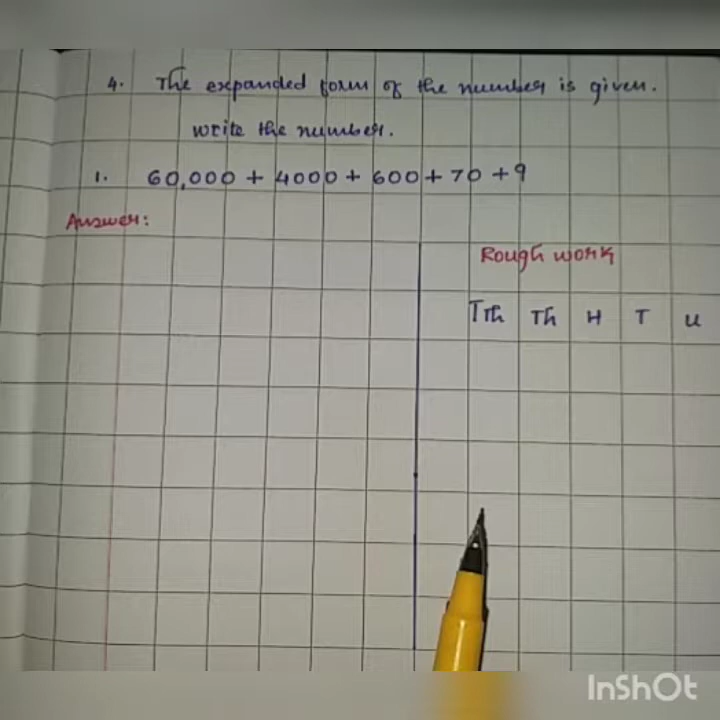 4. The expanded form of the number is given.
write the number.
1. 60,000 + 4000 + 600 + 70 + 9
Answer:
Rough work
Tth Th H T U
InShOt